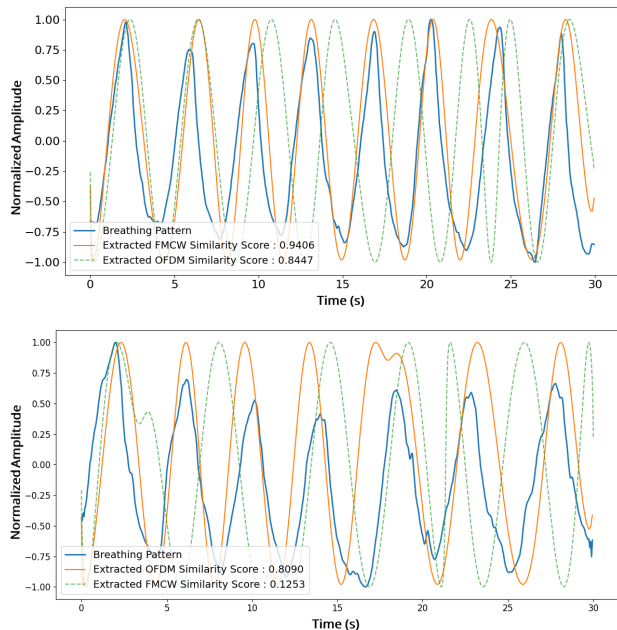 1.00
0.75
0.50
0.25
0.00
−0.25
−0.50
−0.75
−1.00
Normalized Amplitude
Breathing Pattern
Extracted FMCW Similarity Score : 0.9406
Extracted OFDM Similarity Score : 0.8447
0 5 10 15 20 25 30
Time (s)
1.00
0.75
0.50
0.25
0.00
−0.25
−0.50
−0.75
−1.00
Normalized Amplitude
Breathing Pattern
Extracted OFDM Similarity Score : 0.8090
Extracted FMCW Similarity Score : 0.1253
0 5 10 15 20 25 30
Time (s)